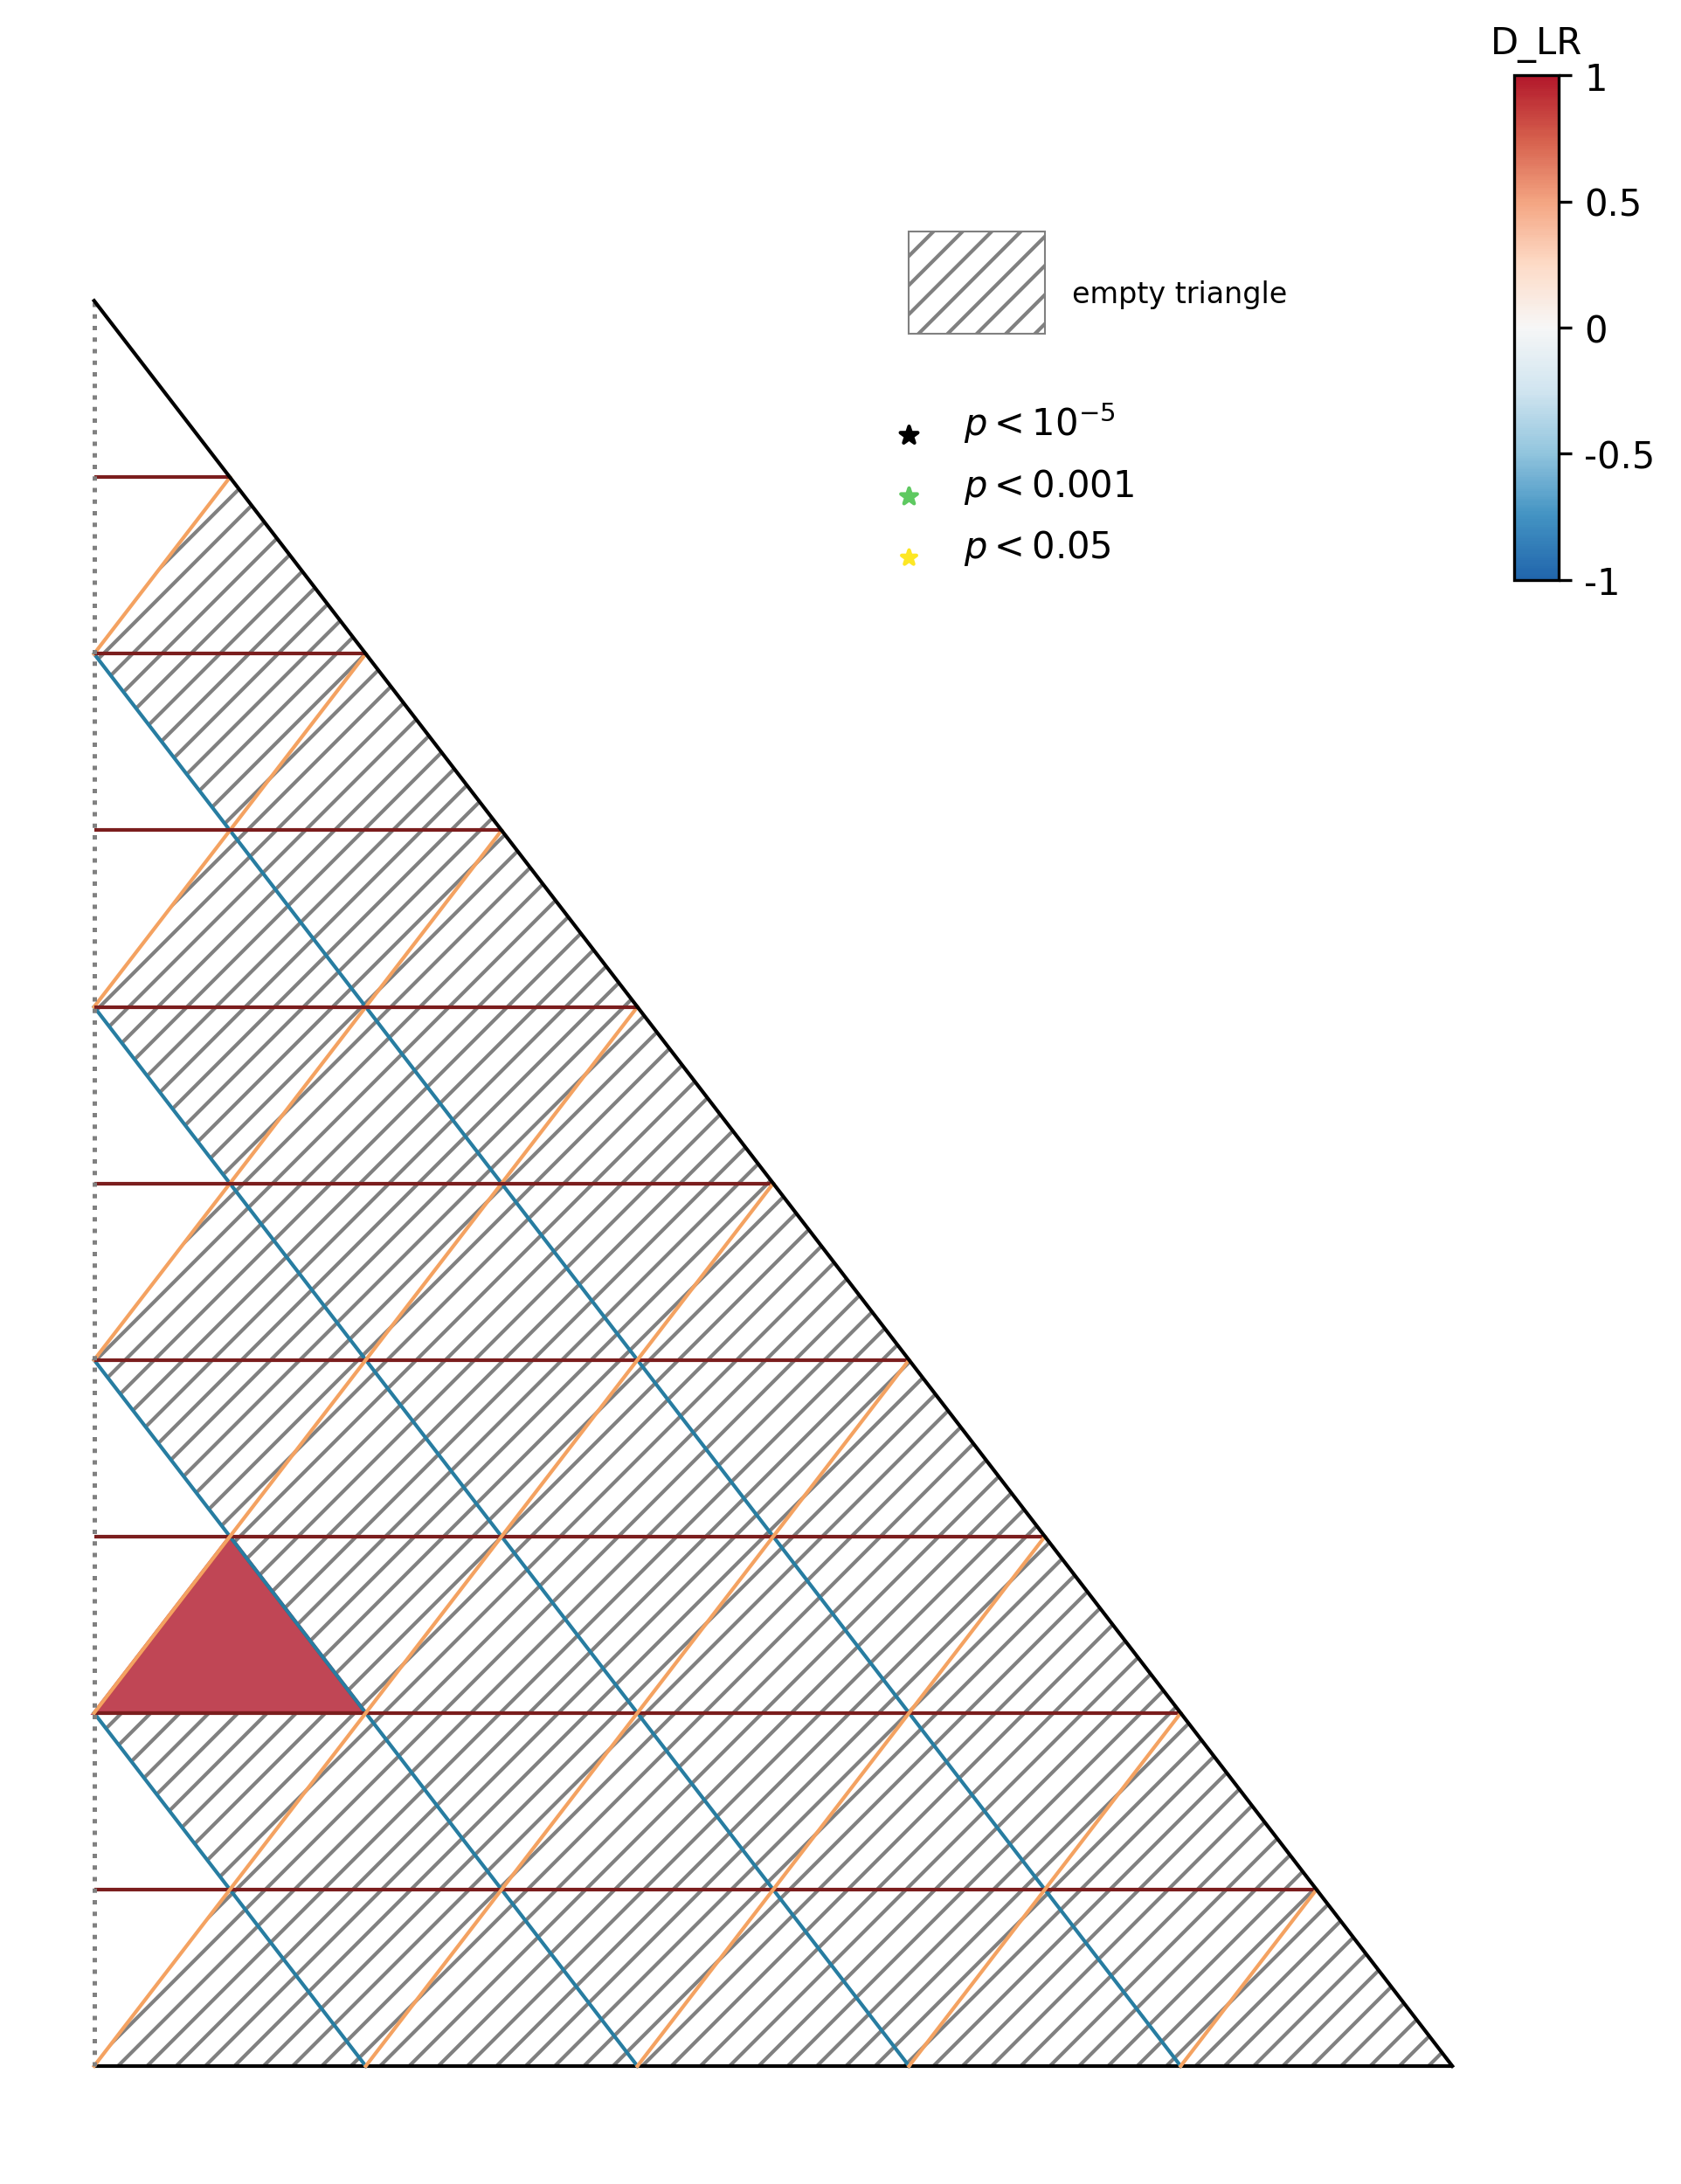 D_LR
1
0.5
0
-0.5
-1
empty triangle
p < 10⁻⁵
p < 0.001
p < 0.05